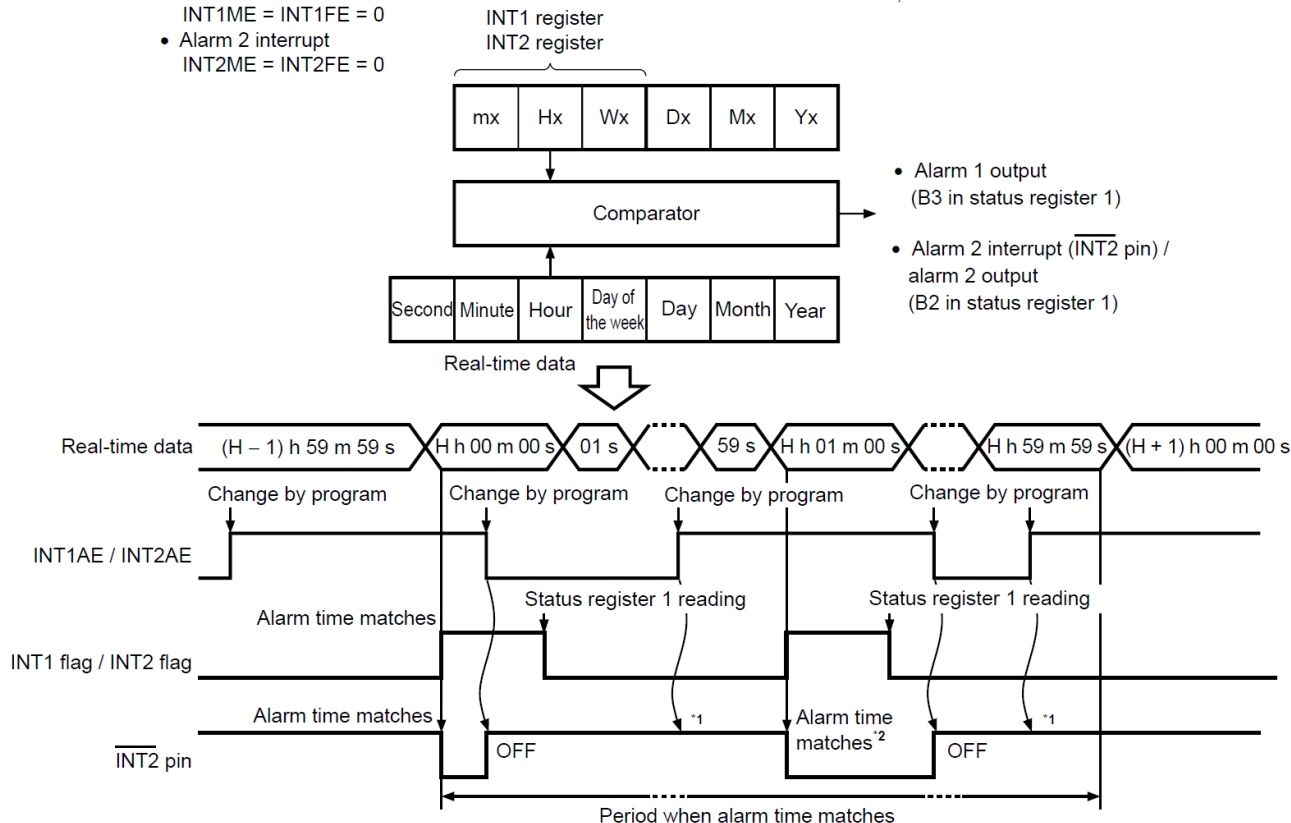 INT1ME = INT1FE = 0
• Alarm 2 interrupt
INT2ME = INT2FE = 0
INT1 register
INT2 register
mx Hx Wx Dx Mx Yx
Comparator
• Alarm 1 output
(B3 in status register 1)
• Alarm 2 interrupt (INT2 pin) /
alarm 2 output
(B2 in status register 1)
Second Minute Hour Day of the week Day Month Year
Real-time data
Real-time data (H − 1) h 59 m 59 s H h 00 m 00 s 01 s 59 s H h 01 m 00 s H h 59 m 59 s (H + 1) h 00 m 00 s
Change by program Change by program Change by program Change by program
INT1AE / INT2AE
Status register 1 reading Status register 1 reading
Alarm time matches
INT1 flag / INT2 flag
Alarm time matches *1 Alarm time matches*2 *1
INT2 pin OFF OFF
Period when alarm time matches